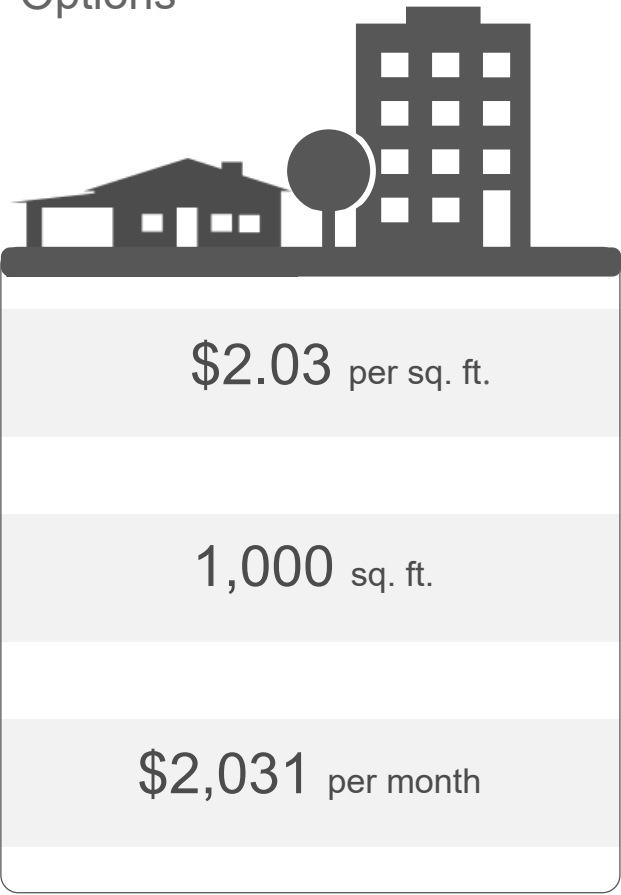 Options
$2.03 per sq. ft.
1,000 sq. ft.
$2,031 per month